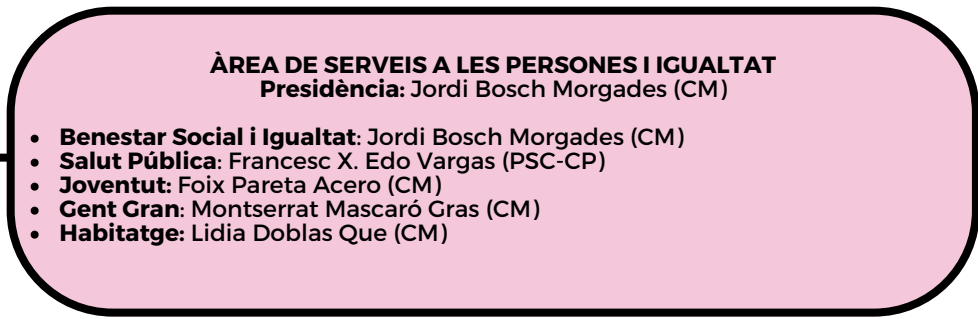 ÀREA DE SERVEIS A LES PERSONES I IGUALTAT
Presidència: Jordi Bosch Morgades (CM)
• Benestar Social i Igualtat: Jordi Bosch Morgades (CM)
• Salut Pública: Francesc X. Edo Vargas (PSC-CP)
• Joventut: Foix Pareta Acero (CM)
• Gent Gran: Montserrat Mascaró Gras (CM)
• Habitatge: Lidia Doblas Que (CM)